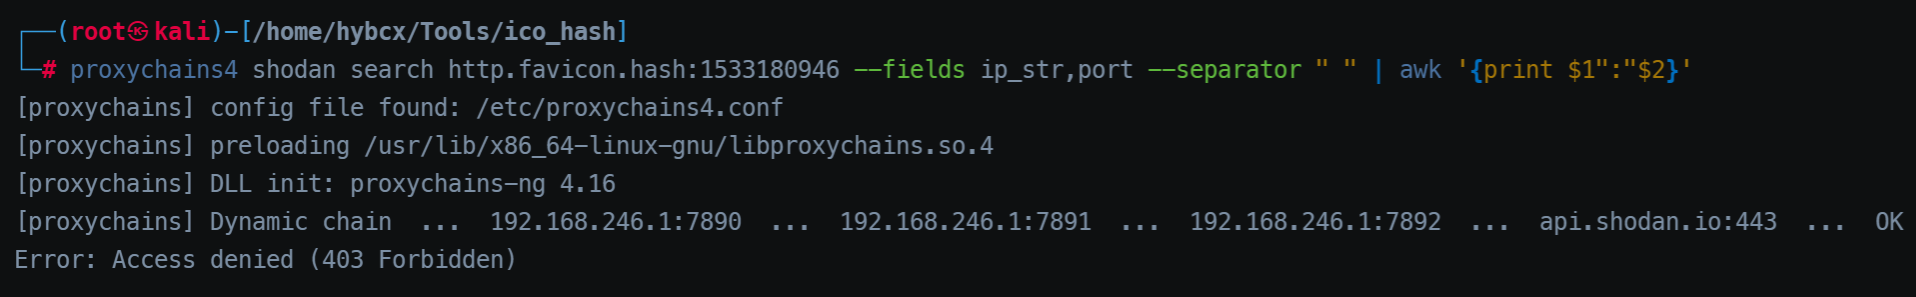 ┌──(root㉿kali)-[/home/hybcx/Tools/ico_hash]
└─# proxychains4 shodan search http.favicon.hash:1533180946 --fields ip_str,port --separator " " | awk '{print $1":"$2}'
[proxychains] config file found: /etc/proxychains4.conf
[proxychains] preloading /usr/lib/x86_64-linux-gnu/libproxychains.so.4
[proxychains] DLL init: proxychains-ng 4.16
[proxychains] Dynamic chain  ...  192.168.246.1:7890  ...  192.168.246.1:7891  ...  192.168.246.1:7892  ...  api.shodan.io:443  ...  OK
Error: Access denied (403 Forbidden)